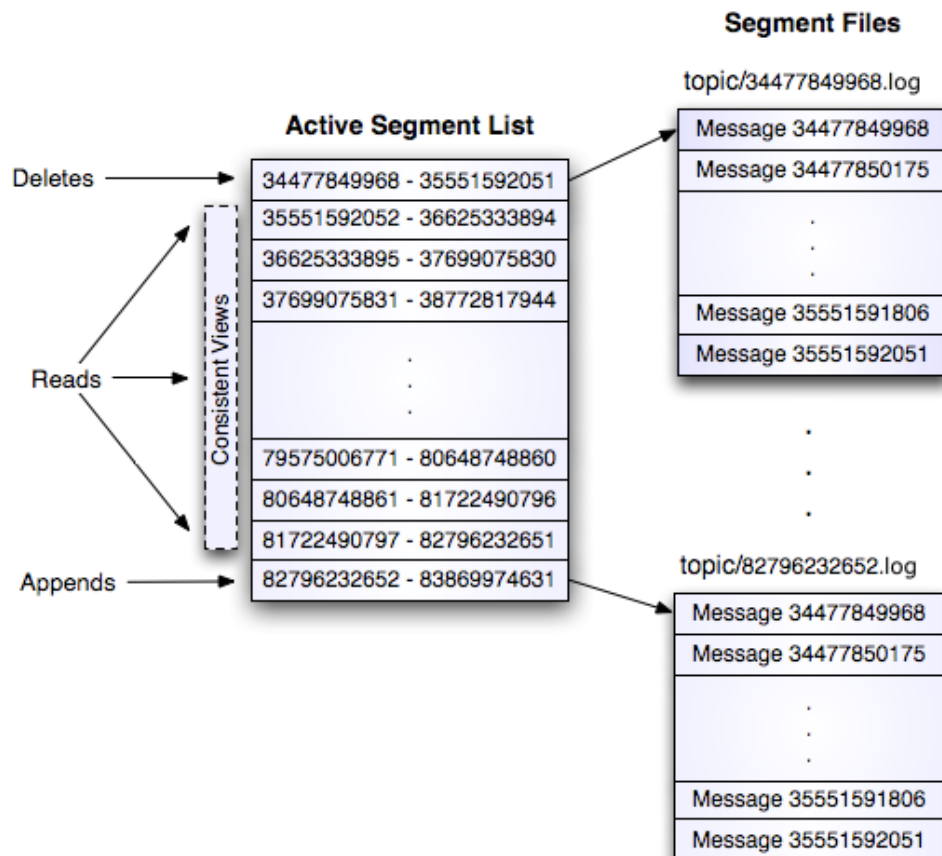 Segment Files
topic/34477849968.log
Active Segment List
Message 34477849968
Message 34477850175
.
.
.
Message 35551591806
Message 35551592051
Deletes
34477849968 - 35551592051
35551592052 - 36625333894
36625333895 - 37699075830
37699075831 - 38772817944
.
.
.
79575006771 - 80648748860
80648748861 - 81722490796
81722490797 - 82796232651
82796232652 - 83869974631
Consistent Views
Reads
Appends
.
.
.
topic/82796232652.log
Message 34477849968
Message 34477850175
.
.
.
Message 35551591806
Message 35551592051